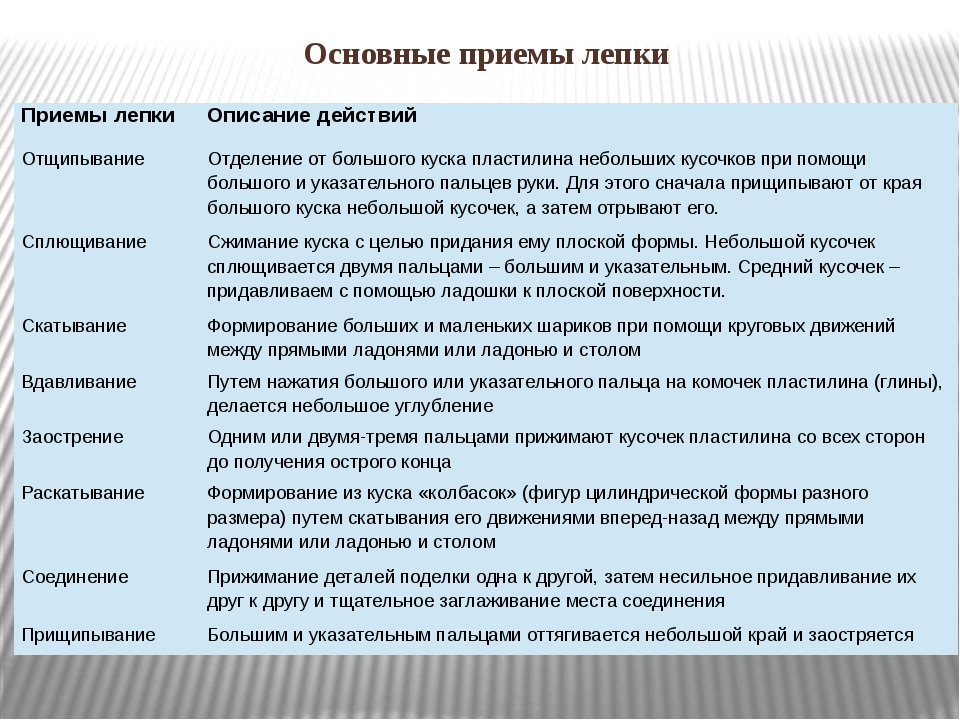 Основные приемы лепки
Приемы лепки Описание действий
Отщипывание Отделение от большого куска пластилина небольших кусочков при помощи
большого и указательного пальцев руки. Для этого сначала прищипывают от края
большого куска небольшой кусочек, а затем отрывают его.
Сплющивание Сжимание куска с целью придания ему плоской формы. Небольшой кусочек
сплющивается двумя пальцами – большим и указательным. Средний кусочек –
придавливаем с помощью ладошки к плоской поверхности.
Скатывание Формирование больших и маленьких шариков при помощи круговых движений
между прямыми ладонями или ладонью и столом
Вдавливание Путем нажатия большого или указательного пальца на комочек пластилина (глины),
делается небольшое углубление
Заострение Одним или двумя-тремя пальцами прижимают кусочек пластилина со всех сторон
до получения острого конца
Раскатывание Формирование из куска «колбасок» (фигур цилиндрической формы разного
размера) путем скатывания его движениями вперед-назад между прямыми
ладонями или ладонью и столом
Соединение Прижимание деталей поделки одна к другой, затем несильное придавливание их
друг к другу и тщательное заглаживание места соединения
Прищипывание Большим и указательным пальцами оттягивается небольшой край и заостряется